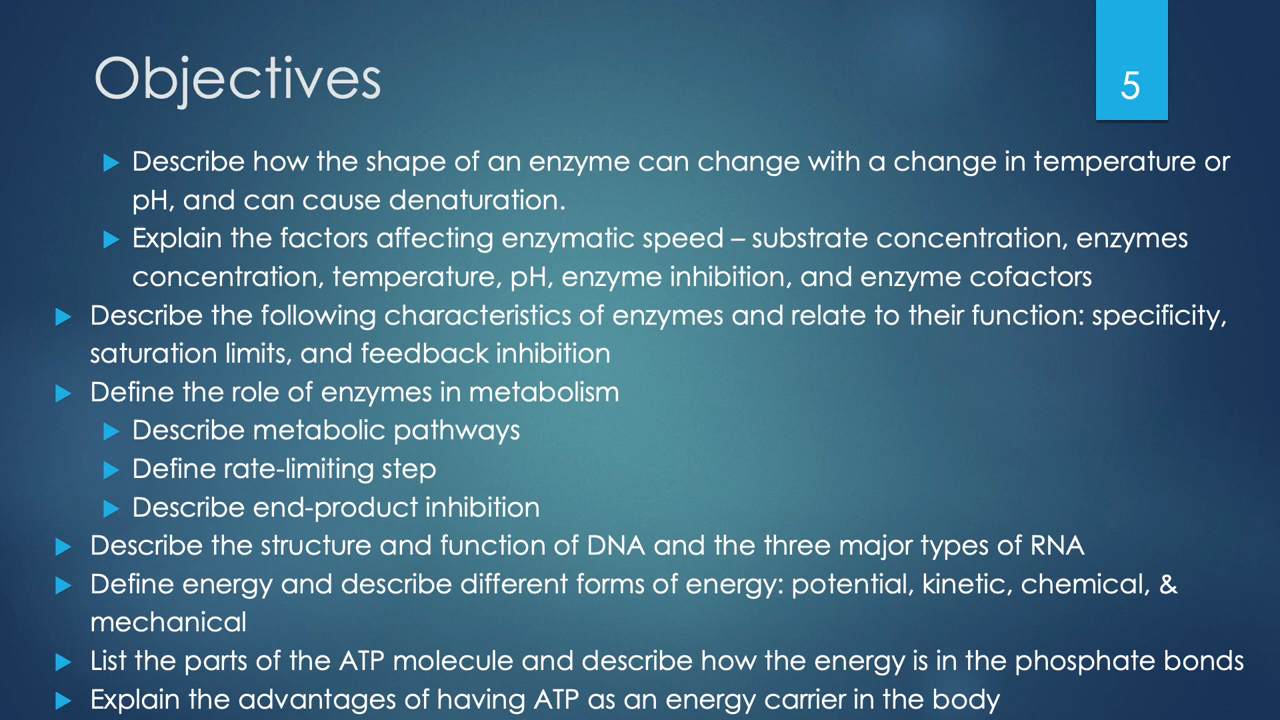 Objectives
5
Describe how the shape of an enzyme can change with a change in temperature or
pH, and can cause denaturation.
Explain the factors affecting enzymatic speed – substrate concentration, enzymes
concentration, temperature, pH, enzyme inhibition, and enzyme cofactors
Describe the following characteristics of enzymes and relate to their function: specificity,
saturation limits, and feedback inhibition
Define the role of enzymes in metabolism
Describe metabolic pathways
Define rate-limiting step
Describe end-product inhibition
Describe the structure and function of DNA and the three major types of RNA
Define energy and describe different forms of energy: potential, kinetic, chemical, &
mechanical
List the parts of the ATP molecule and describe how the energy is in the phosphate bonds
Explain the advantages of having ATP as an energy carrier in the body